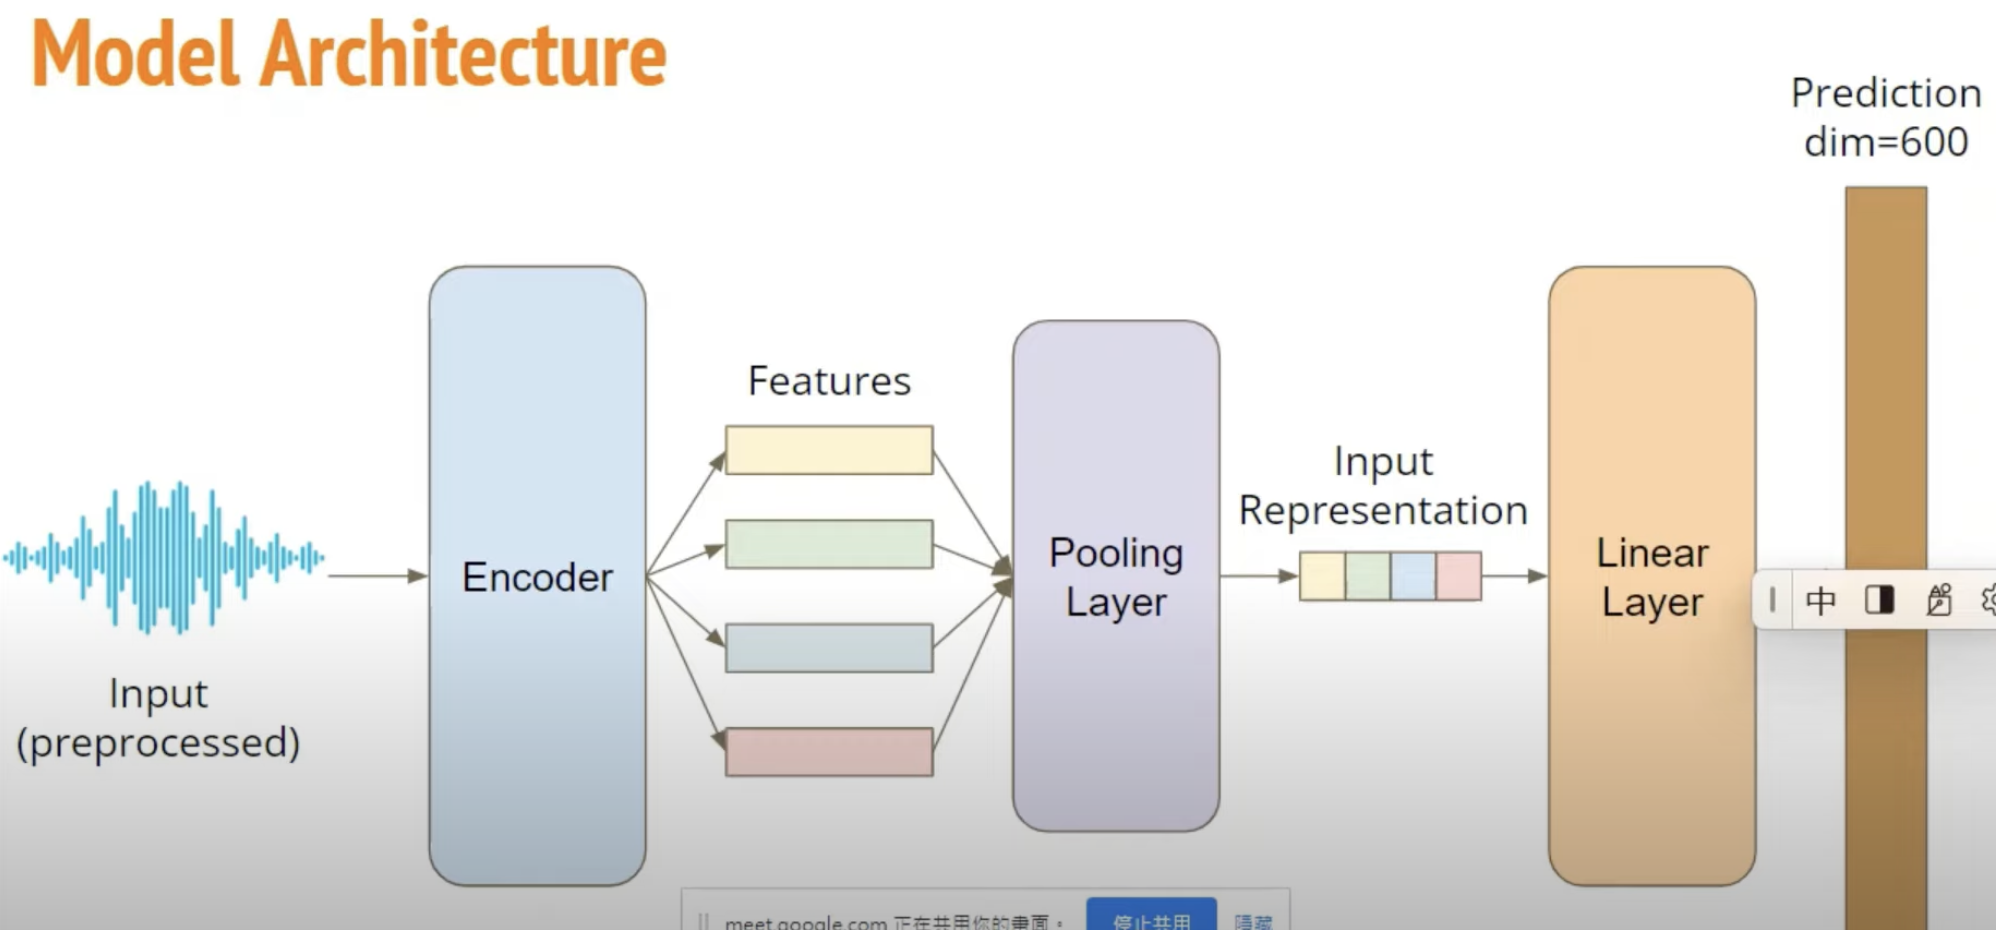 Model Architecture
Prediction
dim=600
Features
Input
Representation
Encoder
Pooling
Layer
Linear
Layer
中
Input
(preprocessed)
meet.google.com 正在共用你的畫面。
停止共用
隱藏